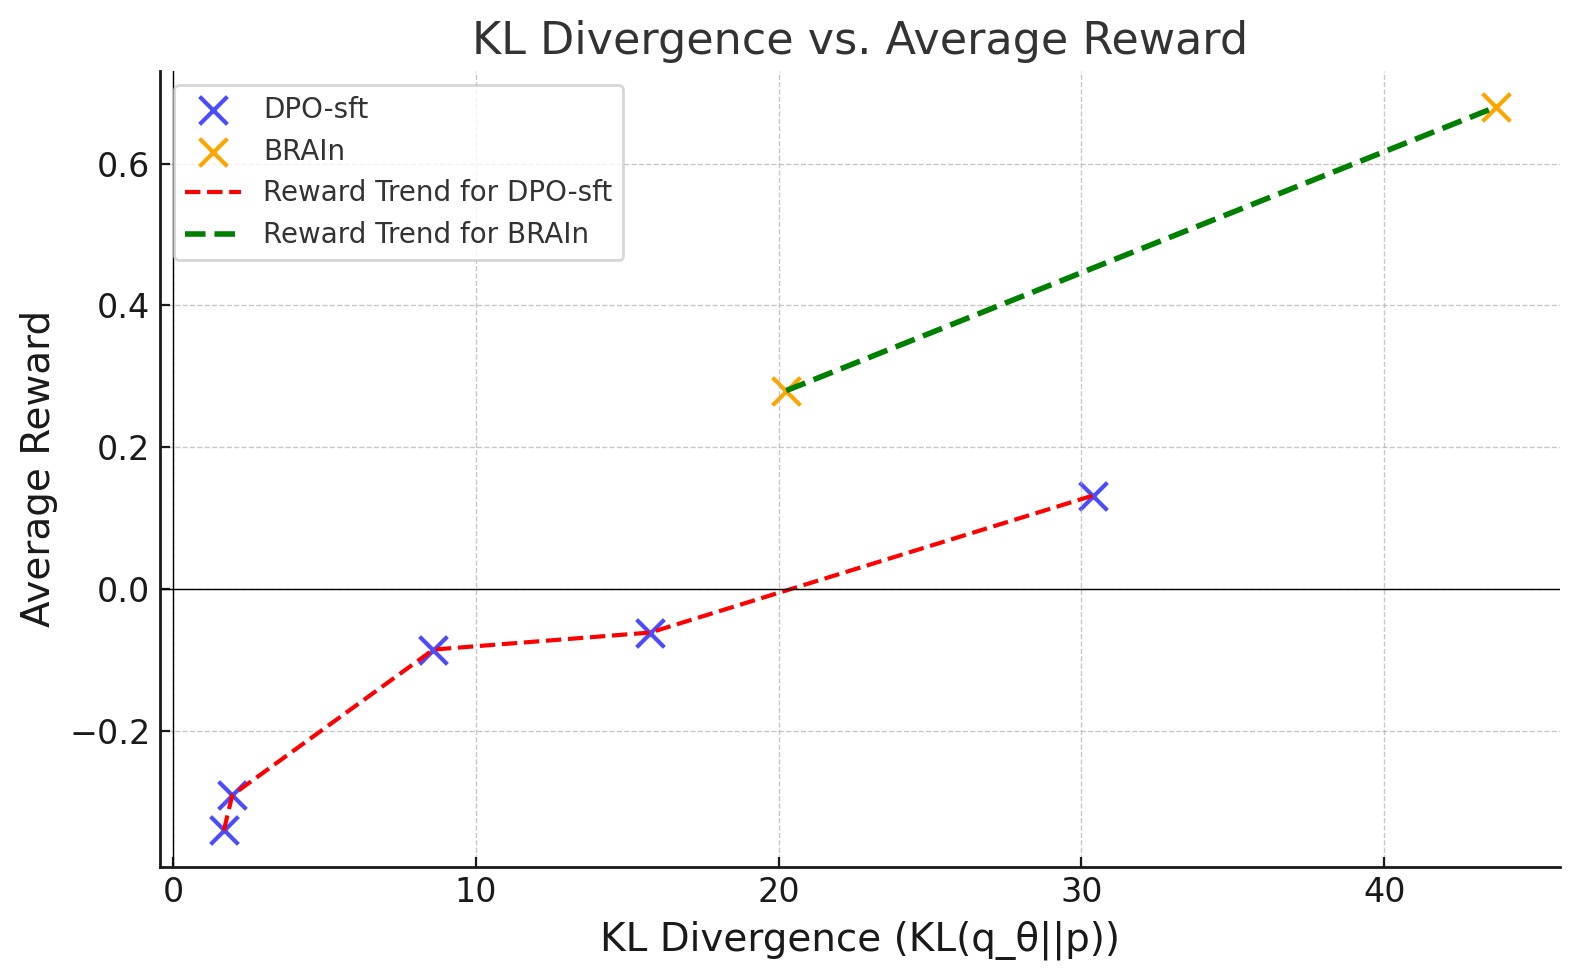 KL Divergence vs. Average Reward
DPO-sft
BRAIn
Reward Trend for DPO-sft
Reward Trend for BRAIn
Average Reward
0.6
0.4
0.2
0.0
−0.2
0 10 20 30 40
KL Divergence (KL(q_θ||p))